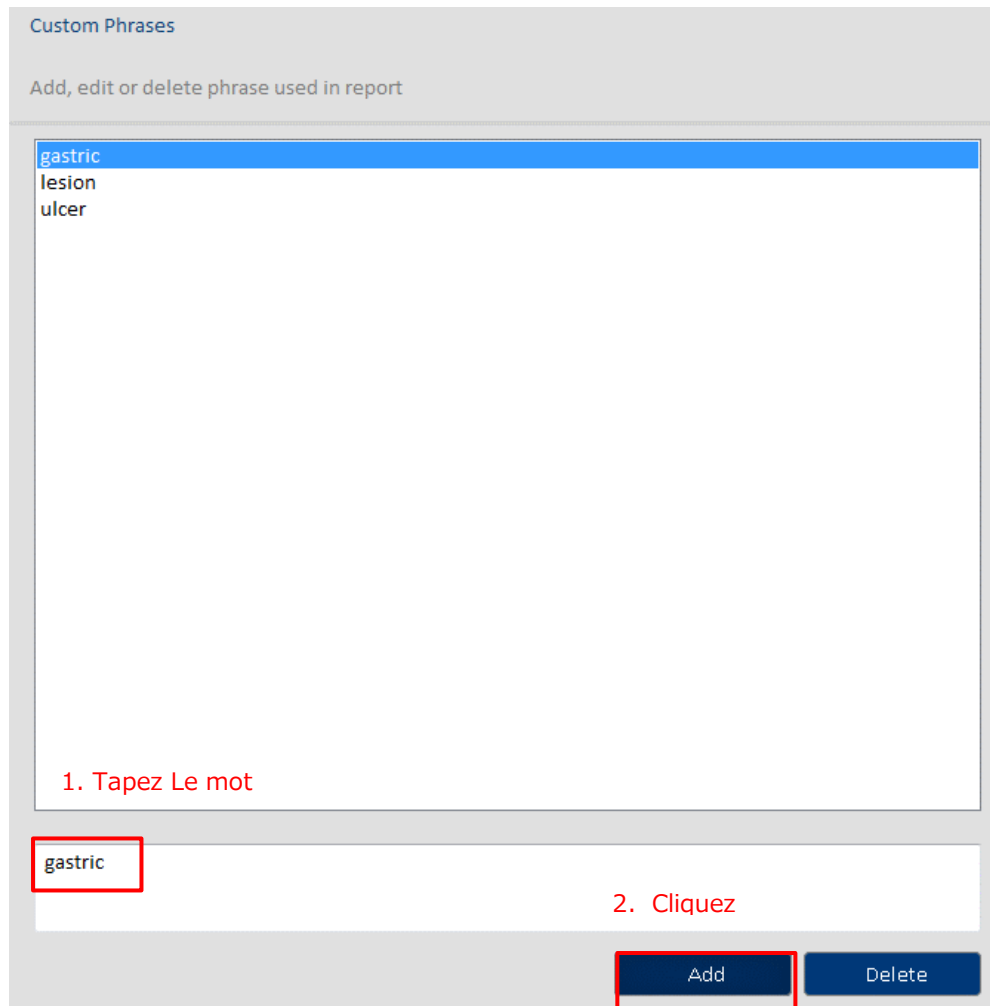 Custom Phrases
Add, edit or delete phrase used in report
gastric
lesion
ulcer
1. Tapez Le mot
gastric
2. Cliquez
Add Delete